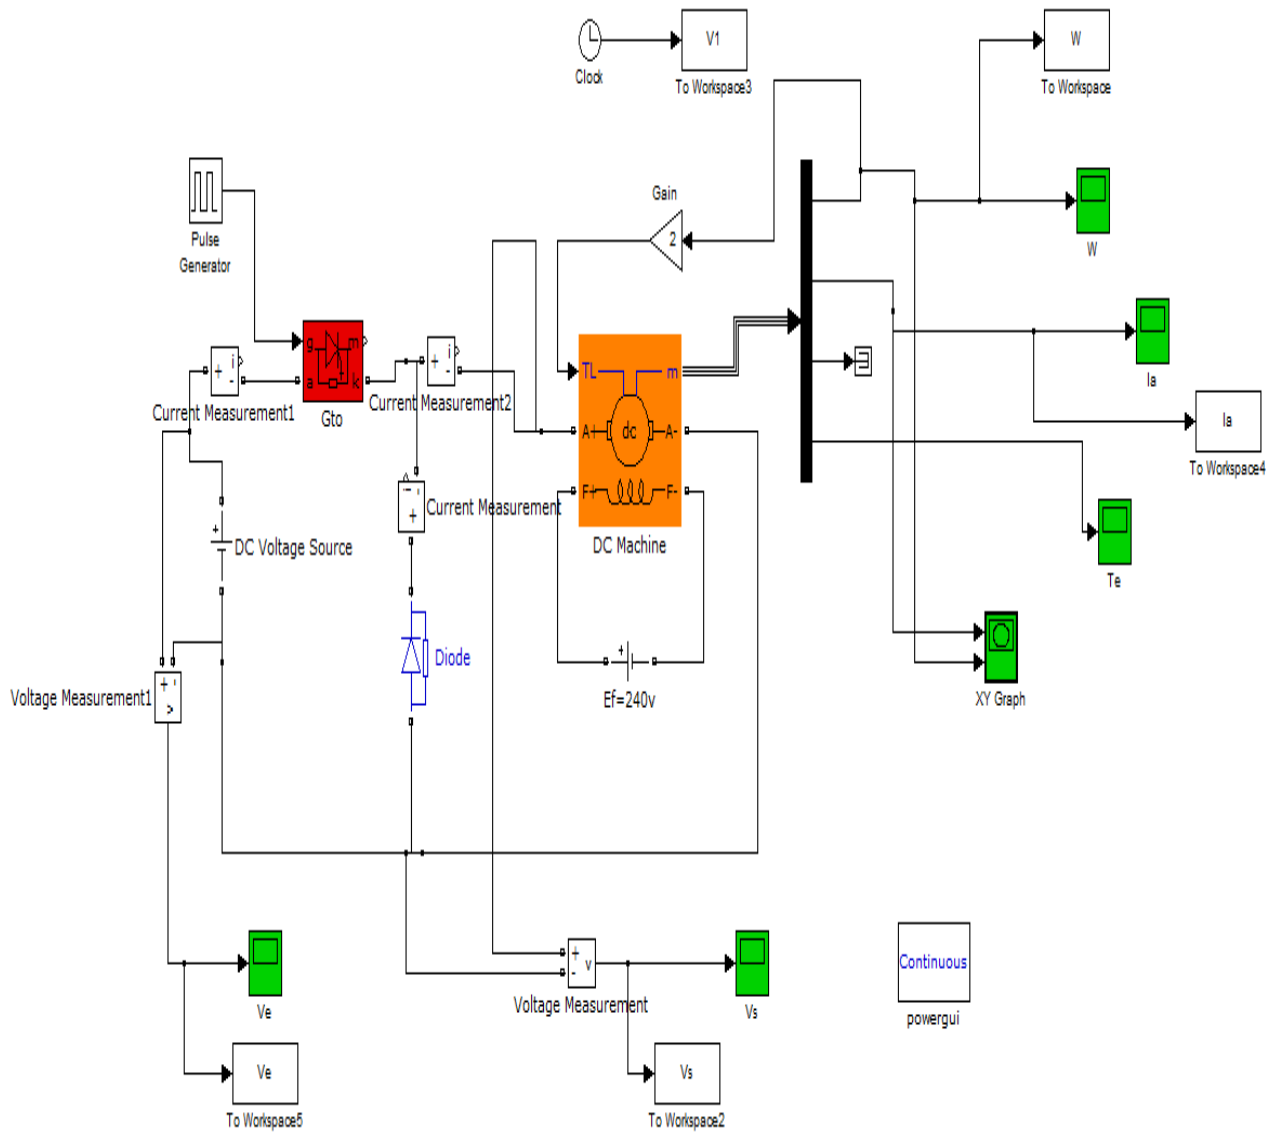 V1
W
Clock
To Workspace3
To Workspace
Pulse
Generator
Gain
2
W
g
m
a
k
Gto
i
+
-
Current Measurement1
i
+
-
Current Measurement2
TL
m
A+
dc
A-
F+
F-
DC Machine
Ia
Ia
To Workspace4
-
+
Current Measurement
+
DC Voltage Source
Te
Diode
+
Ef=240v
XY Graph
+
-
v
Voltage Measurement1
Continuous
powergui
Ve
+
-
v
Voltage Measurement
Vs
Ve
To Workspace5
Vs
To Workspace2